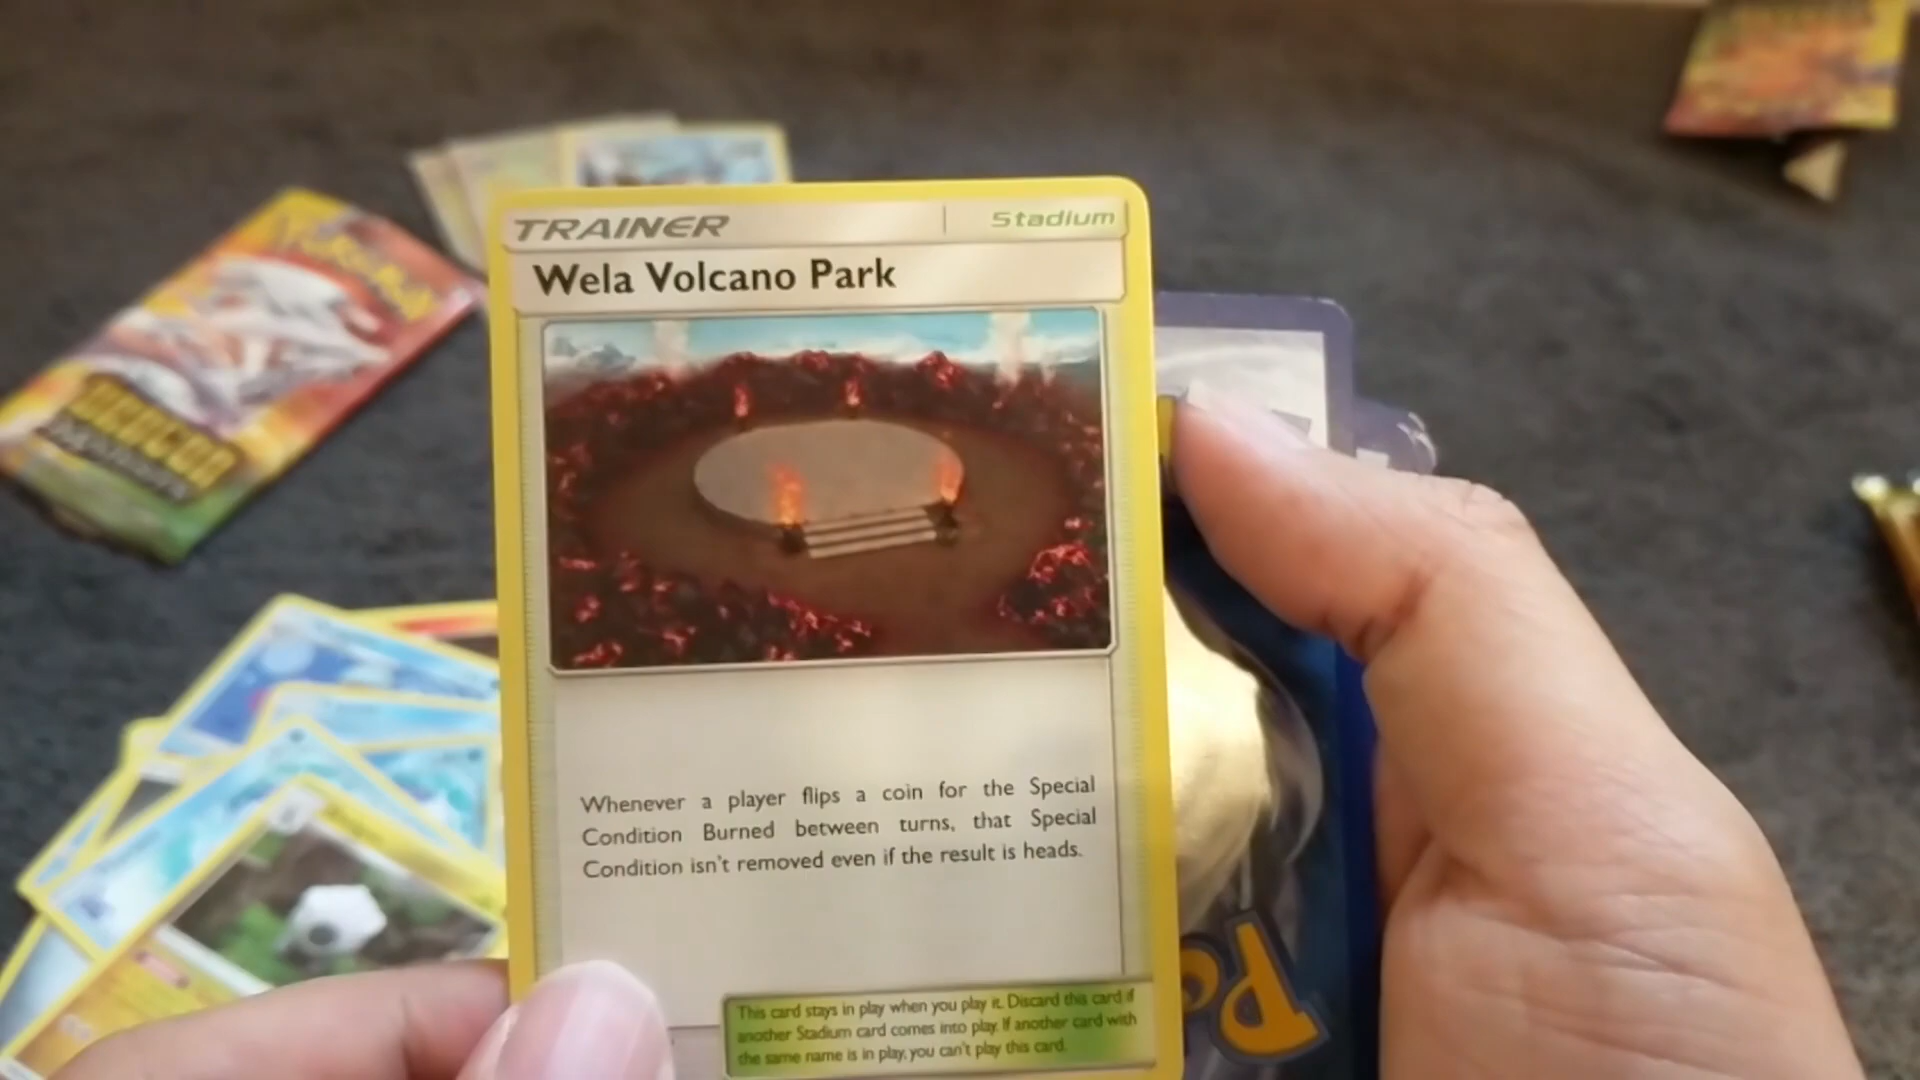 TRAINER
Stadium
Wela Volcano Park
Whenever a player flips a coin for the Special
Condition Burned between turns, that Special
Condition isn't removed even if the result is heads.
This card stays in play when you play it. Discard this card if
another Stadium card comes into play. If another card with
the same name is in play, you can't play this card.